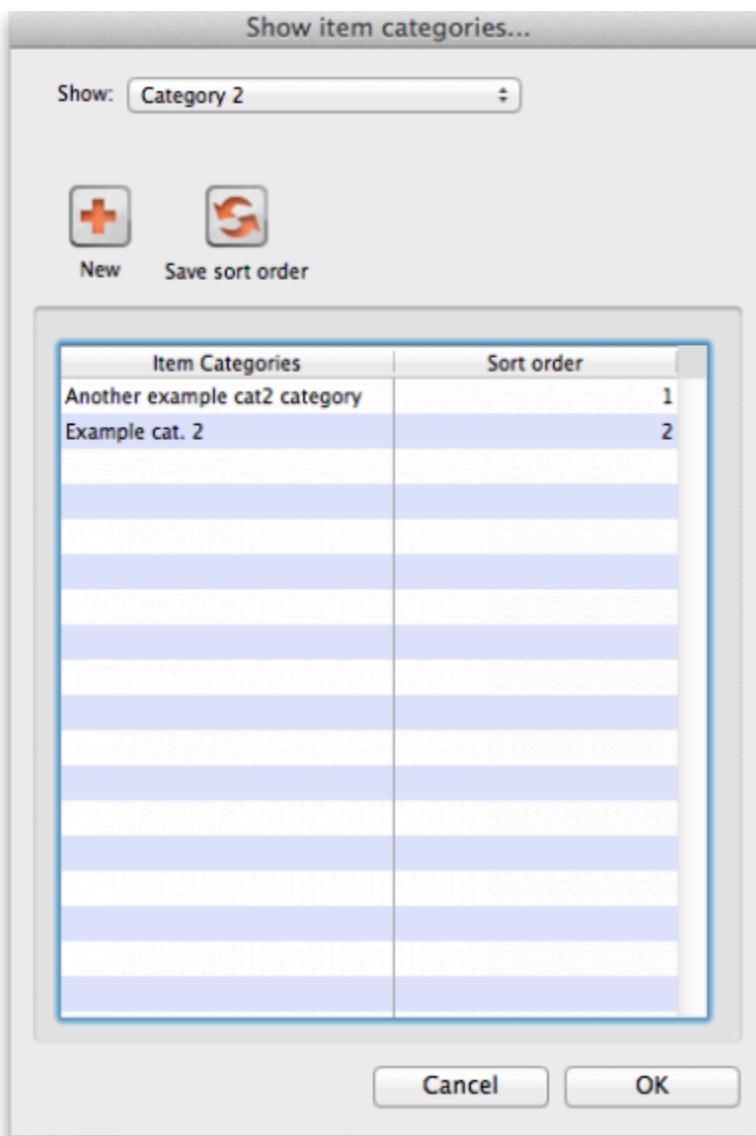 Show item categories...
Show: Category 2
New Save sort order
Item Categories Sort order
Another example cat2 category 1
Example cat. 2 2
Cancel OK